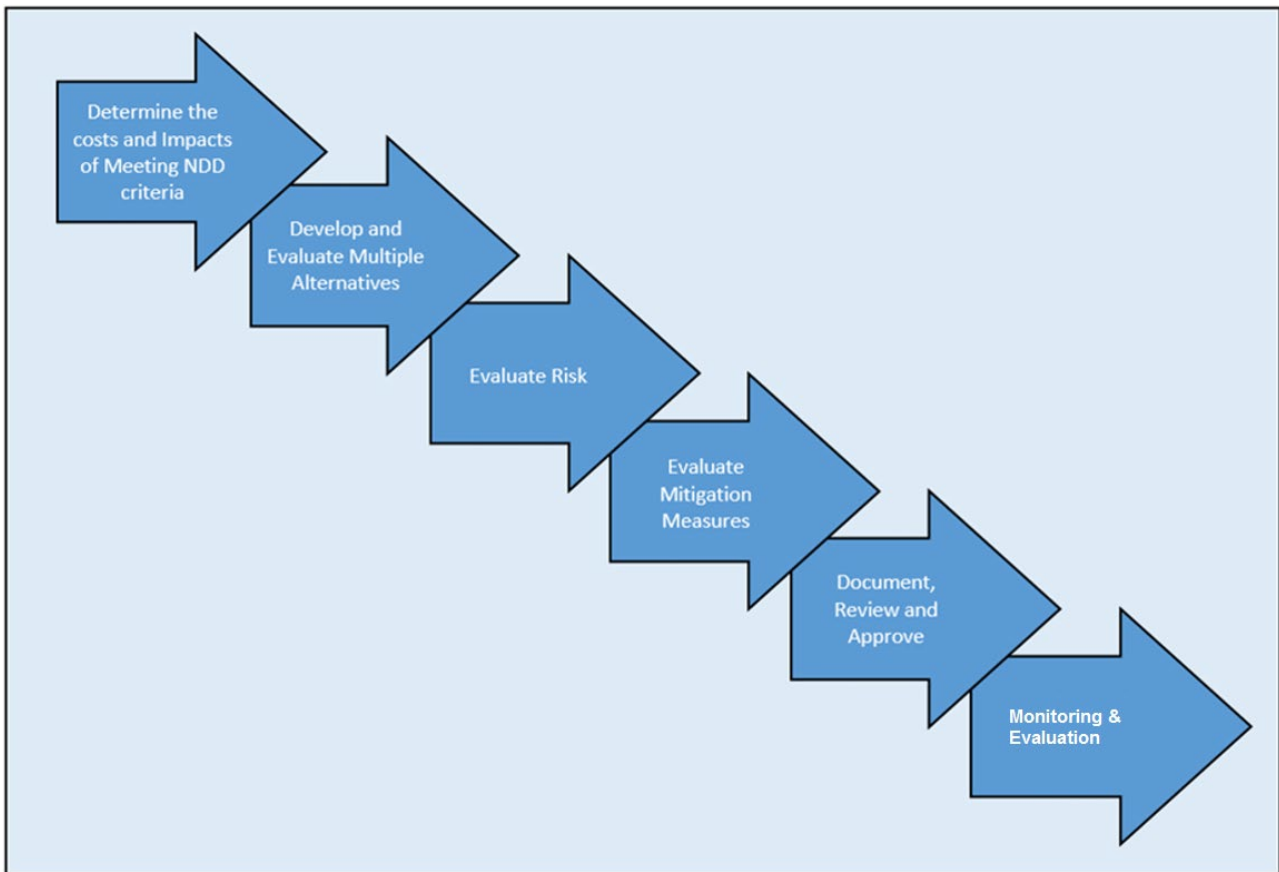 Determine the
costs and Impacts
of Meeting NDD
criteria
Develop and
Evaluate Multiple
Alternatives
Evaluate Risk
Evaluate
Mitigation
Measures
Document,
Review and
Approve
Monitoring &
Evaluation